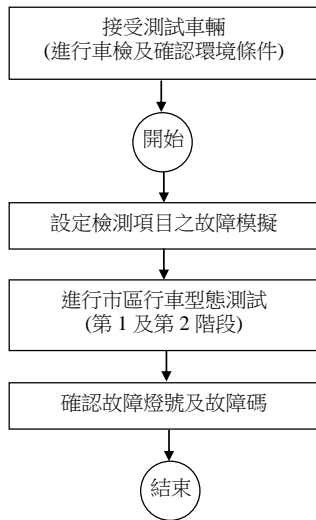 接受測試車輛
(進行車檢及確認環境條件)
開始
設定檢測項目之故障模擬
進行市區行車型態測試
(第 1 及第 2 階段)
確認故障燈號及故障碼
結束